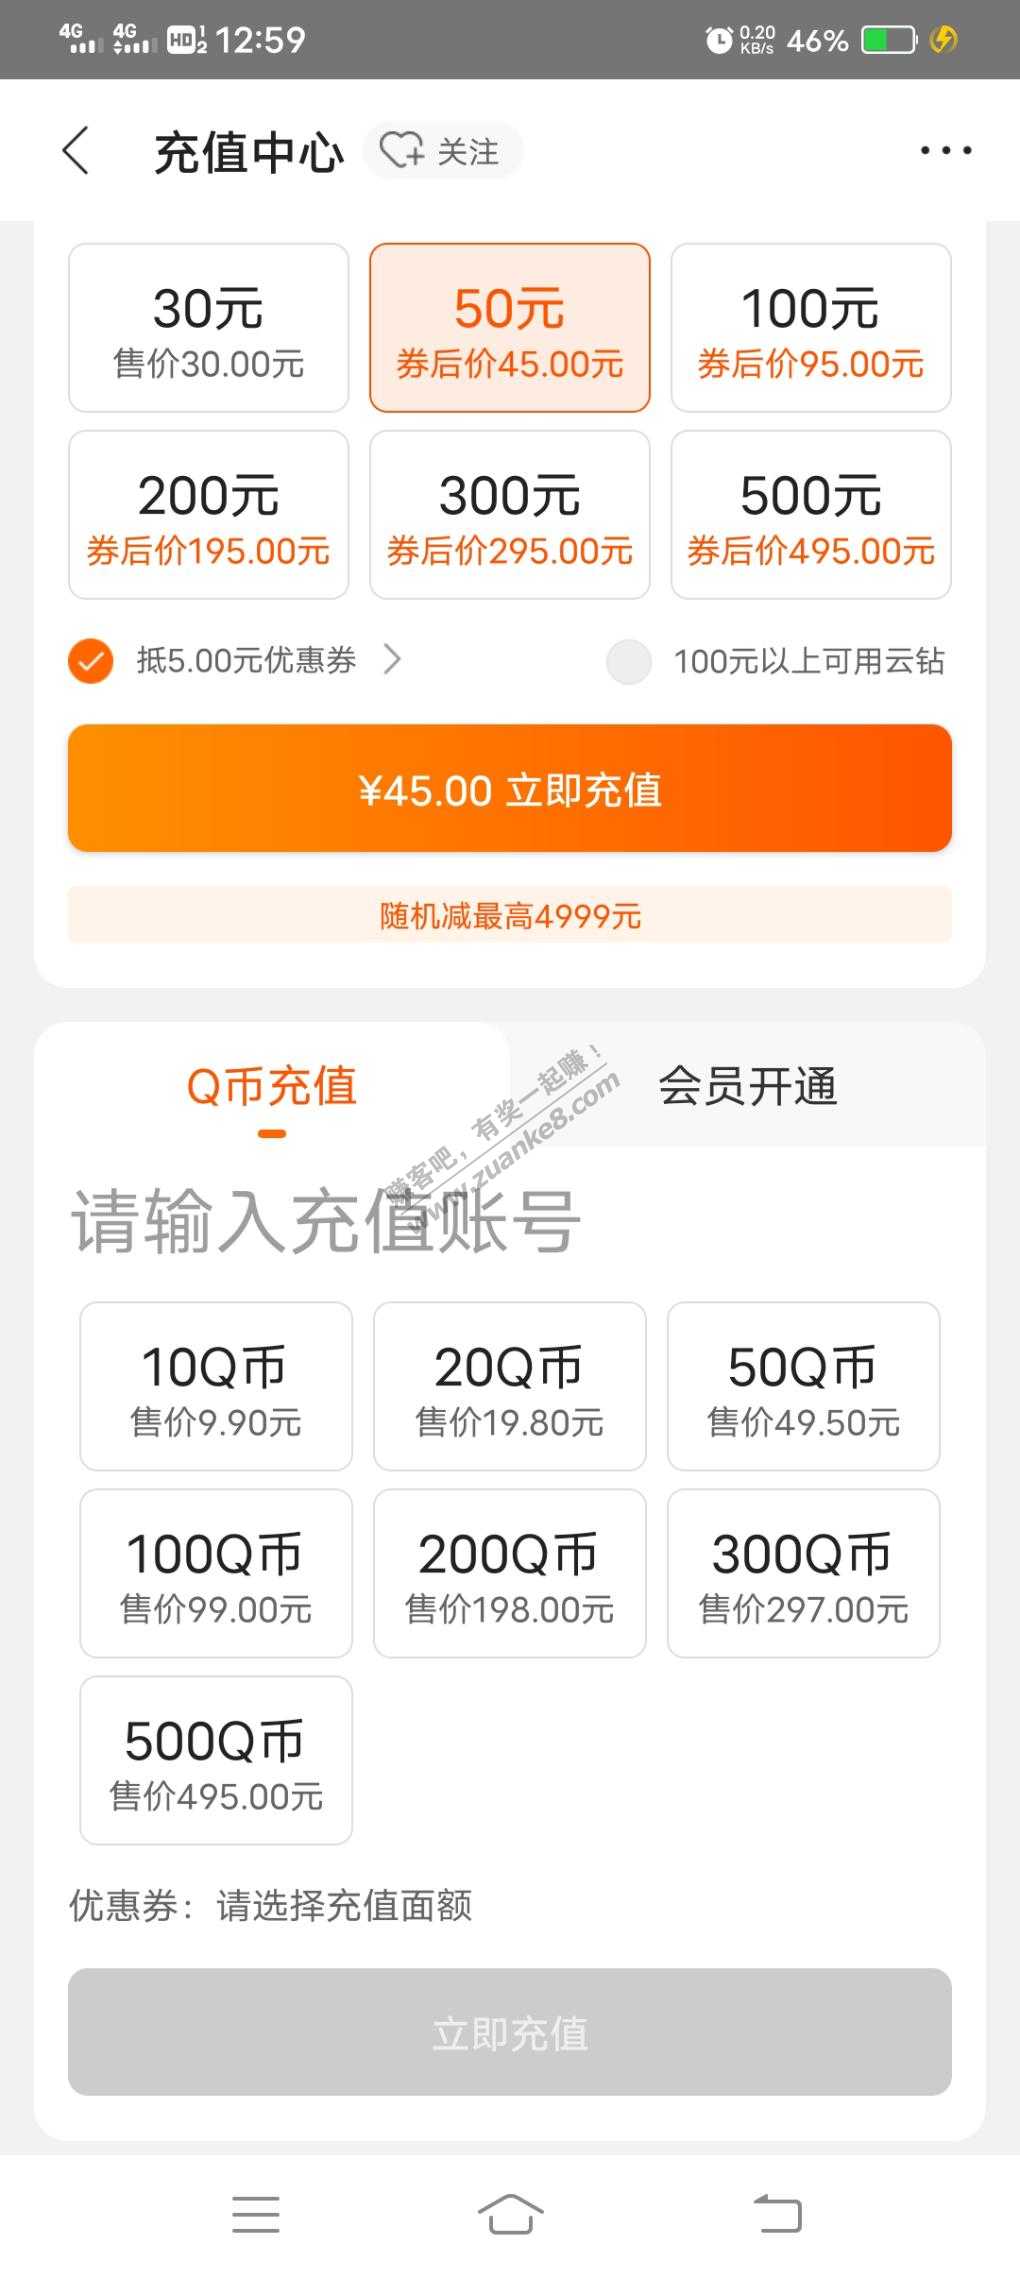 4G 4G HD 1 2 12:59 0.20 KB/s 46%
充值中心 关注
30元 50元 100元
售价30.00元 券后价45.00元 券后价95.00元
200元 300元 500元
券后价195.00元 券后价295.00元 券后价495.00元
抵5.00元优惠券 100元以上可用云钻
¥45.00 立即充值
随机减最高4999元
Q币充值 会员开通
赚客吧，有奖一起赚！
www.zuanke8.com
请输入充值账号
10Q币 20Q币 50Q币
售价9.90元 售价19.80元 售价49.50元
100Q币 200Q币 300Q币
售价99.00元 售价198.00元 售价297.00元
500Q币
售价495.00元
优惠券：请选择充值面额
立即充值